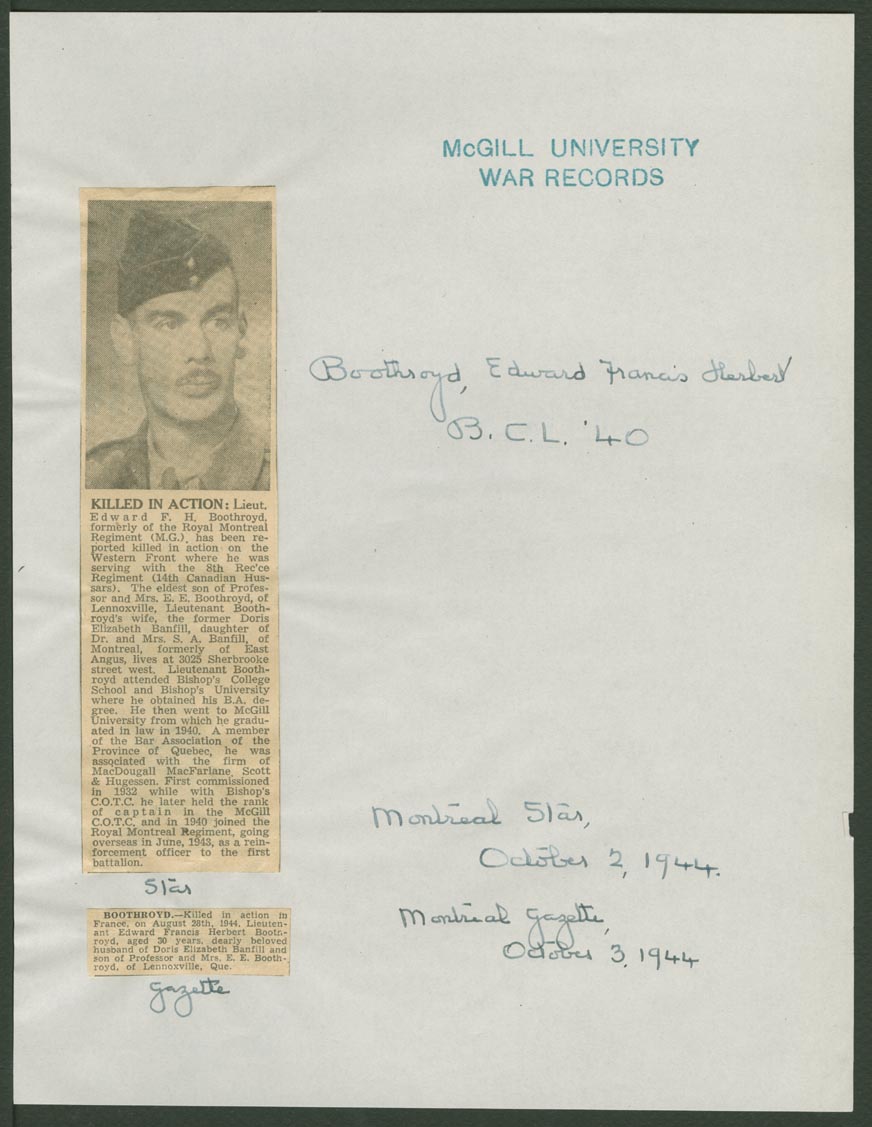 McGILL UNIVERSITY
WAR RECORDS
Boothroyd, Edward Francis Herbert
B.C.L. '40
KILLED IN ACTION: Lieut.
Edward F. H. Boothroyd,
formerly of the Royal Montreal
Regiment (M.G.), has been re-
ported killed in action on the
Western Front where he was
serving with the 8th Rec'ce
Regiment (14th Canadian Hus-
sars). The eldest son of Profes-
sor and Mrs. E. E. Boothroyd, of
Lennoxville, Lieutenant Booth-
royd's wife, the former Doris
Elizabeth Banfill, daughter of
Dr. and Mrs. S. A. Banfill, of
Montreal, formerly of East
Angus, lives at 3025 Sherbrooke
street west. Lieutenant Booth-
royd attended Bishop's College
School and Bishop's University
where he obtained his B.A. de-
gree. He then went to McGill
University from which he gradu-
ated in law in 1940. A member
of the Bar Association of the
Province of Quebec, he was
associated with the firm of
MacDougall MacFarlane, Scott
& Hugessen. First commissioned
in 1932 while with Bishop's
C.O.T.C. he later held the rank
of captain in the McGill
C.O.T.C. and in 1940 joined the
Royal Montreal Regiment, going
overseas in June, 1943, as a rein-
forcement officer to the first
battalion.
Star
BOOTHROYD.—Killed in action in
France, on August 28th, 1944, Lieuten-
ant Edward Francis Herbert Booth-
royd, aged 30 years, dearly beloved
husband of Doris Elizabeth Banfill and
son of Professor and Mrs. E. E. Booth-
royd, of Lennoxville, Que.
Gazette
Montreal Star,
October 2, 1944.
Montreal Gazette,
October 3, 1944